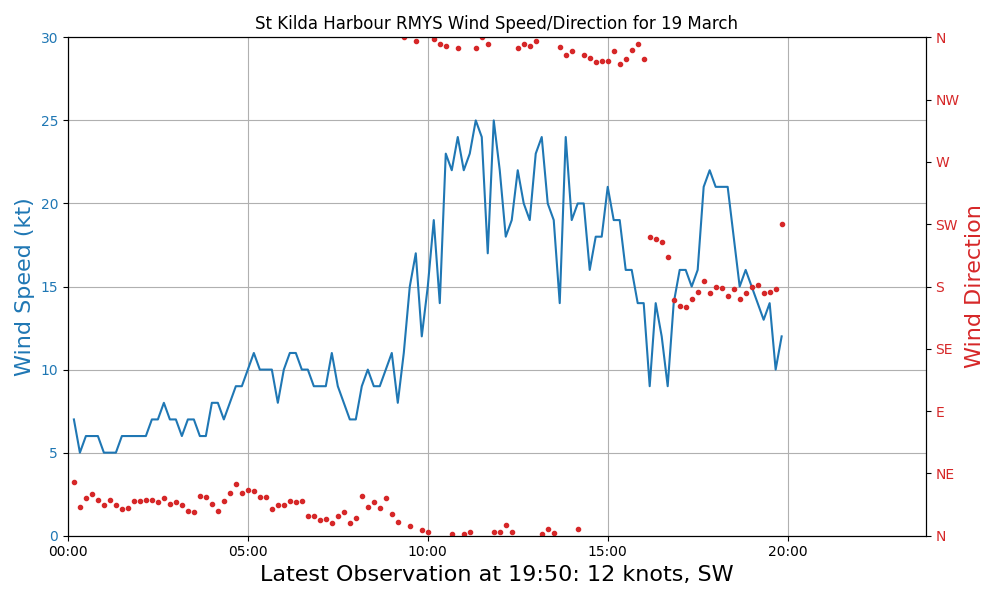 St Kilda Harbour RMYS Wind Speed/Direction for 19 March
30
25
20
15
10
5
0
Wind Speed (kt)
N
NW
W
SW
S
SE
E
NE
N
Wind Direction
00:00 05:00 10:00 15:00 20:00
Latest Observation at 19:50: 12 knots, SW